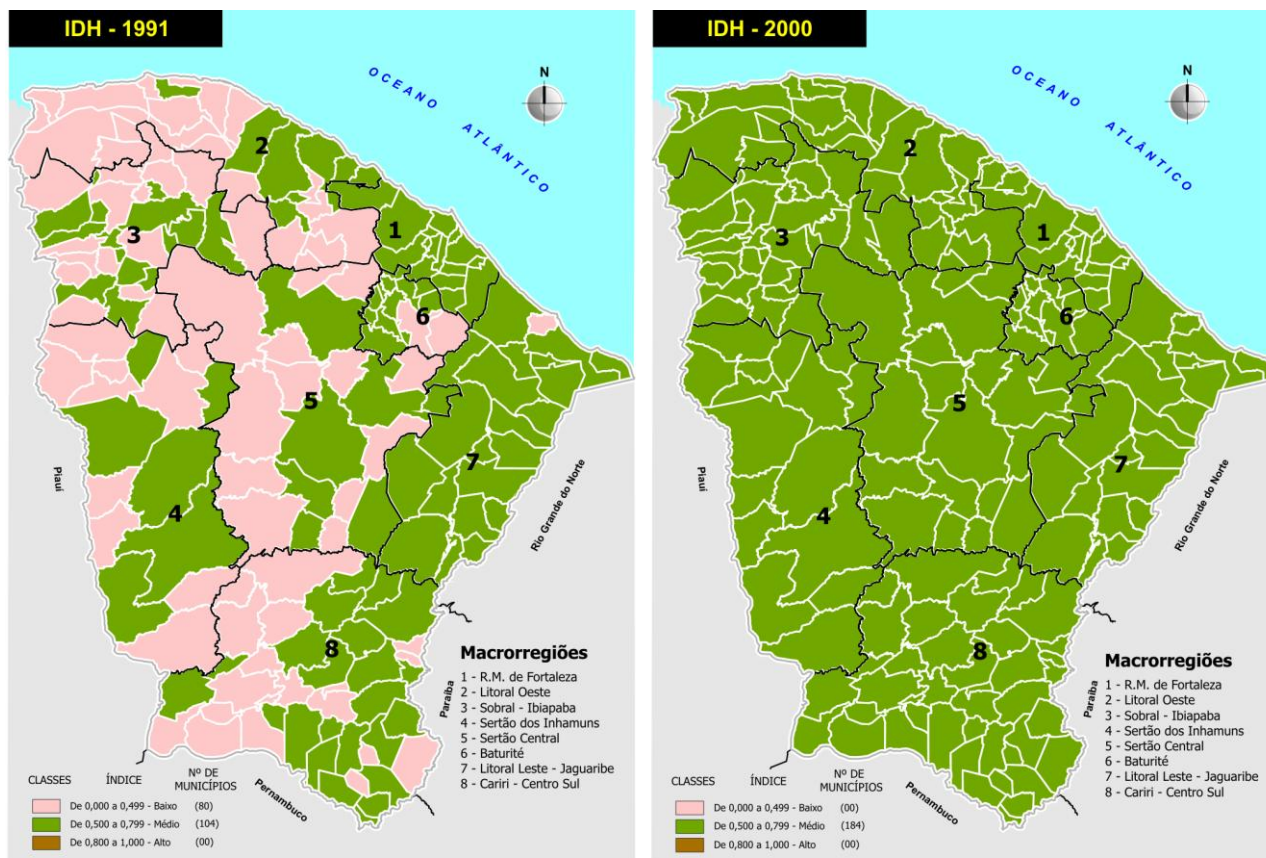 IDH - 1991
OCEANO ATLÂNTICO
N
2
1
3
6
5
7
4
8
Piauí
Rio Grande do Norte
Paraíba
Pernambuco
Macrorregiões
1 - R.M. de Fortaleza
2 - Litoral Oeste
3 - Sobral - Ibiapaba
4 - Sertão dos Inhamuns
5 - Sertão Central
6 - Baturité
7 - Litoral Leste - Jaguaribe
8 - Cariri - Centro Sul
CLASSES ÍNDICE Nº DE MUNICÍPIOS
De 0,000 a 0,499 - Baixo (80)
De 0,500 a 0,799 - Médio (104)
De 0,800 a 1,000 - Alto (00)
IDH - 2000
OCEANO ATLÂNTICO
N
2
1
3
6
5
7
4
8
Piauí
Rio Grande do Norte
Paraíba
Pernambuco
Macrorregiões
1 - R.M. de Fortaleza
2 - Litoral Oeste
3 - Sobral - Ibiapaba
4 - Sertão dos Inhamuns
5 - Sertão Central
6 - Baturité
7 - Litoral Leste - Jaguaribe
8 - Cariri - Centro Sul
CLASSES ÍNDICE Nº DE MUNICÍPIOS
De 0,000 a 0,499 - Baixo (00)
De 0,500 a 0,799 - Médio (184)
De 0,800 a 1,000 - Alto (00)